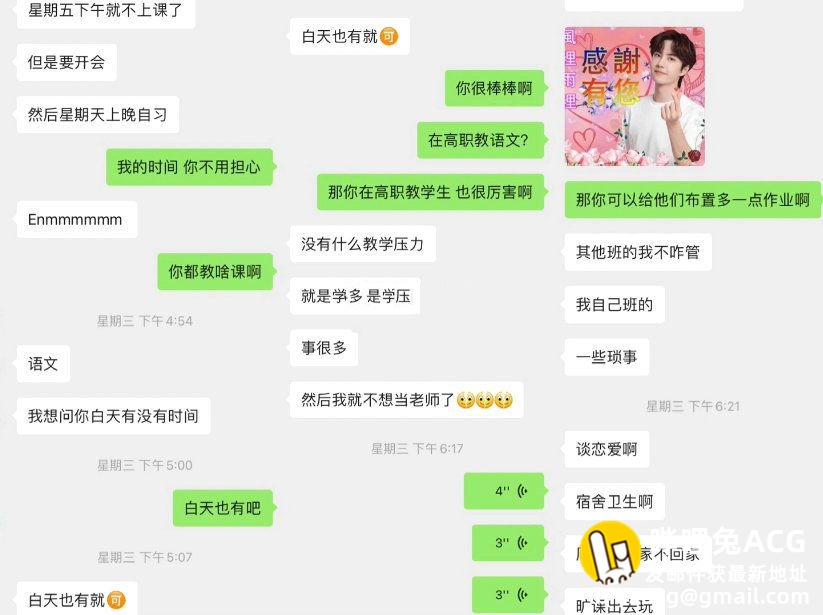 星期五下午就不上课了
但是要开会
然后星期天上晚自习
我的时间 你不用担心
Enmmmmmm
你都教啥课啊
星期三 下午4:54
语文
我想问你白天有没有时间
星期三 下午5:00
白天也有吧
星期三 下午5:07
白天也有就🉑
白天也有就🉑
你很棒棒啊
在高职教语文?
那你在高职教学生 也很厉害啊
没有什么教学压力
就是学多 是学压
事很多
然后我就不想当老师了😳😳😳
星期三 下午6:17
4''
3''
3''
風裡雨裡
感謝有您
那你可以给他们布置多一点作业啊
其他班的我不咋管
我自己班的
一些琐事
星期三 下午6:21
谈恋爱啊
宿舍卫生啊
家不回家
旷课出去玩
哔哩兔ACG
发邮件获最新地址
g@gmail.com